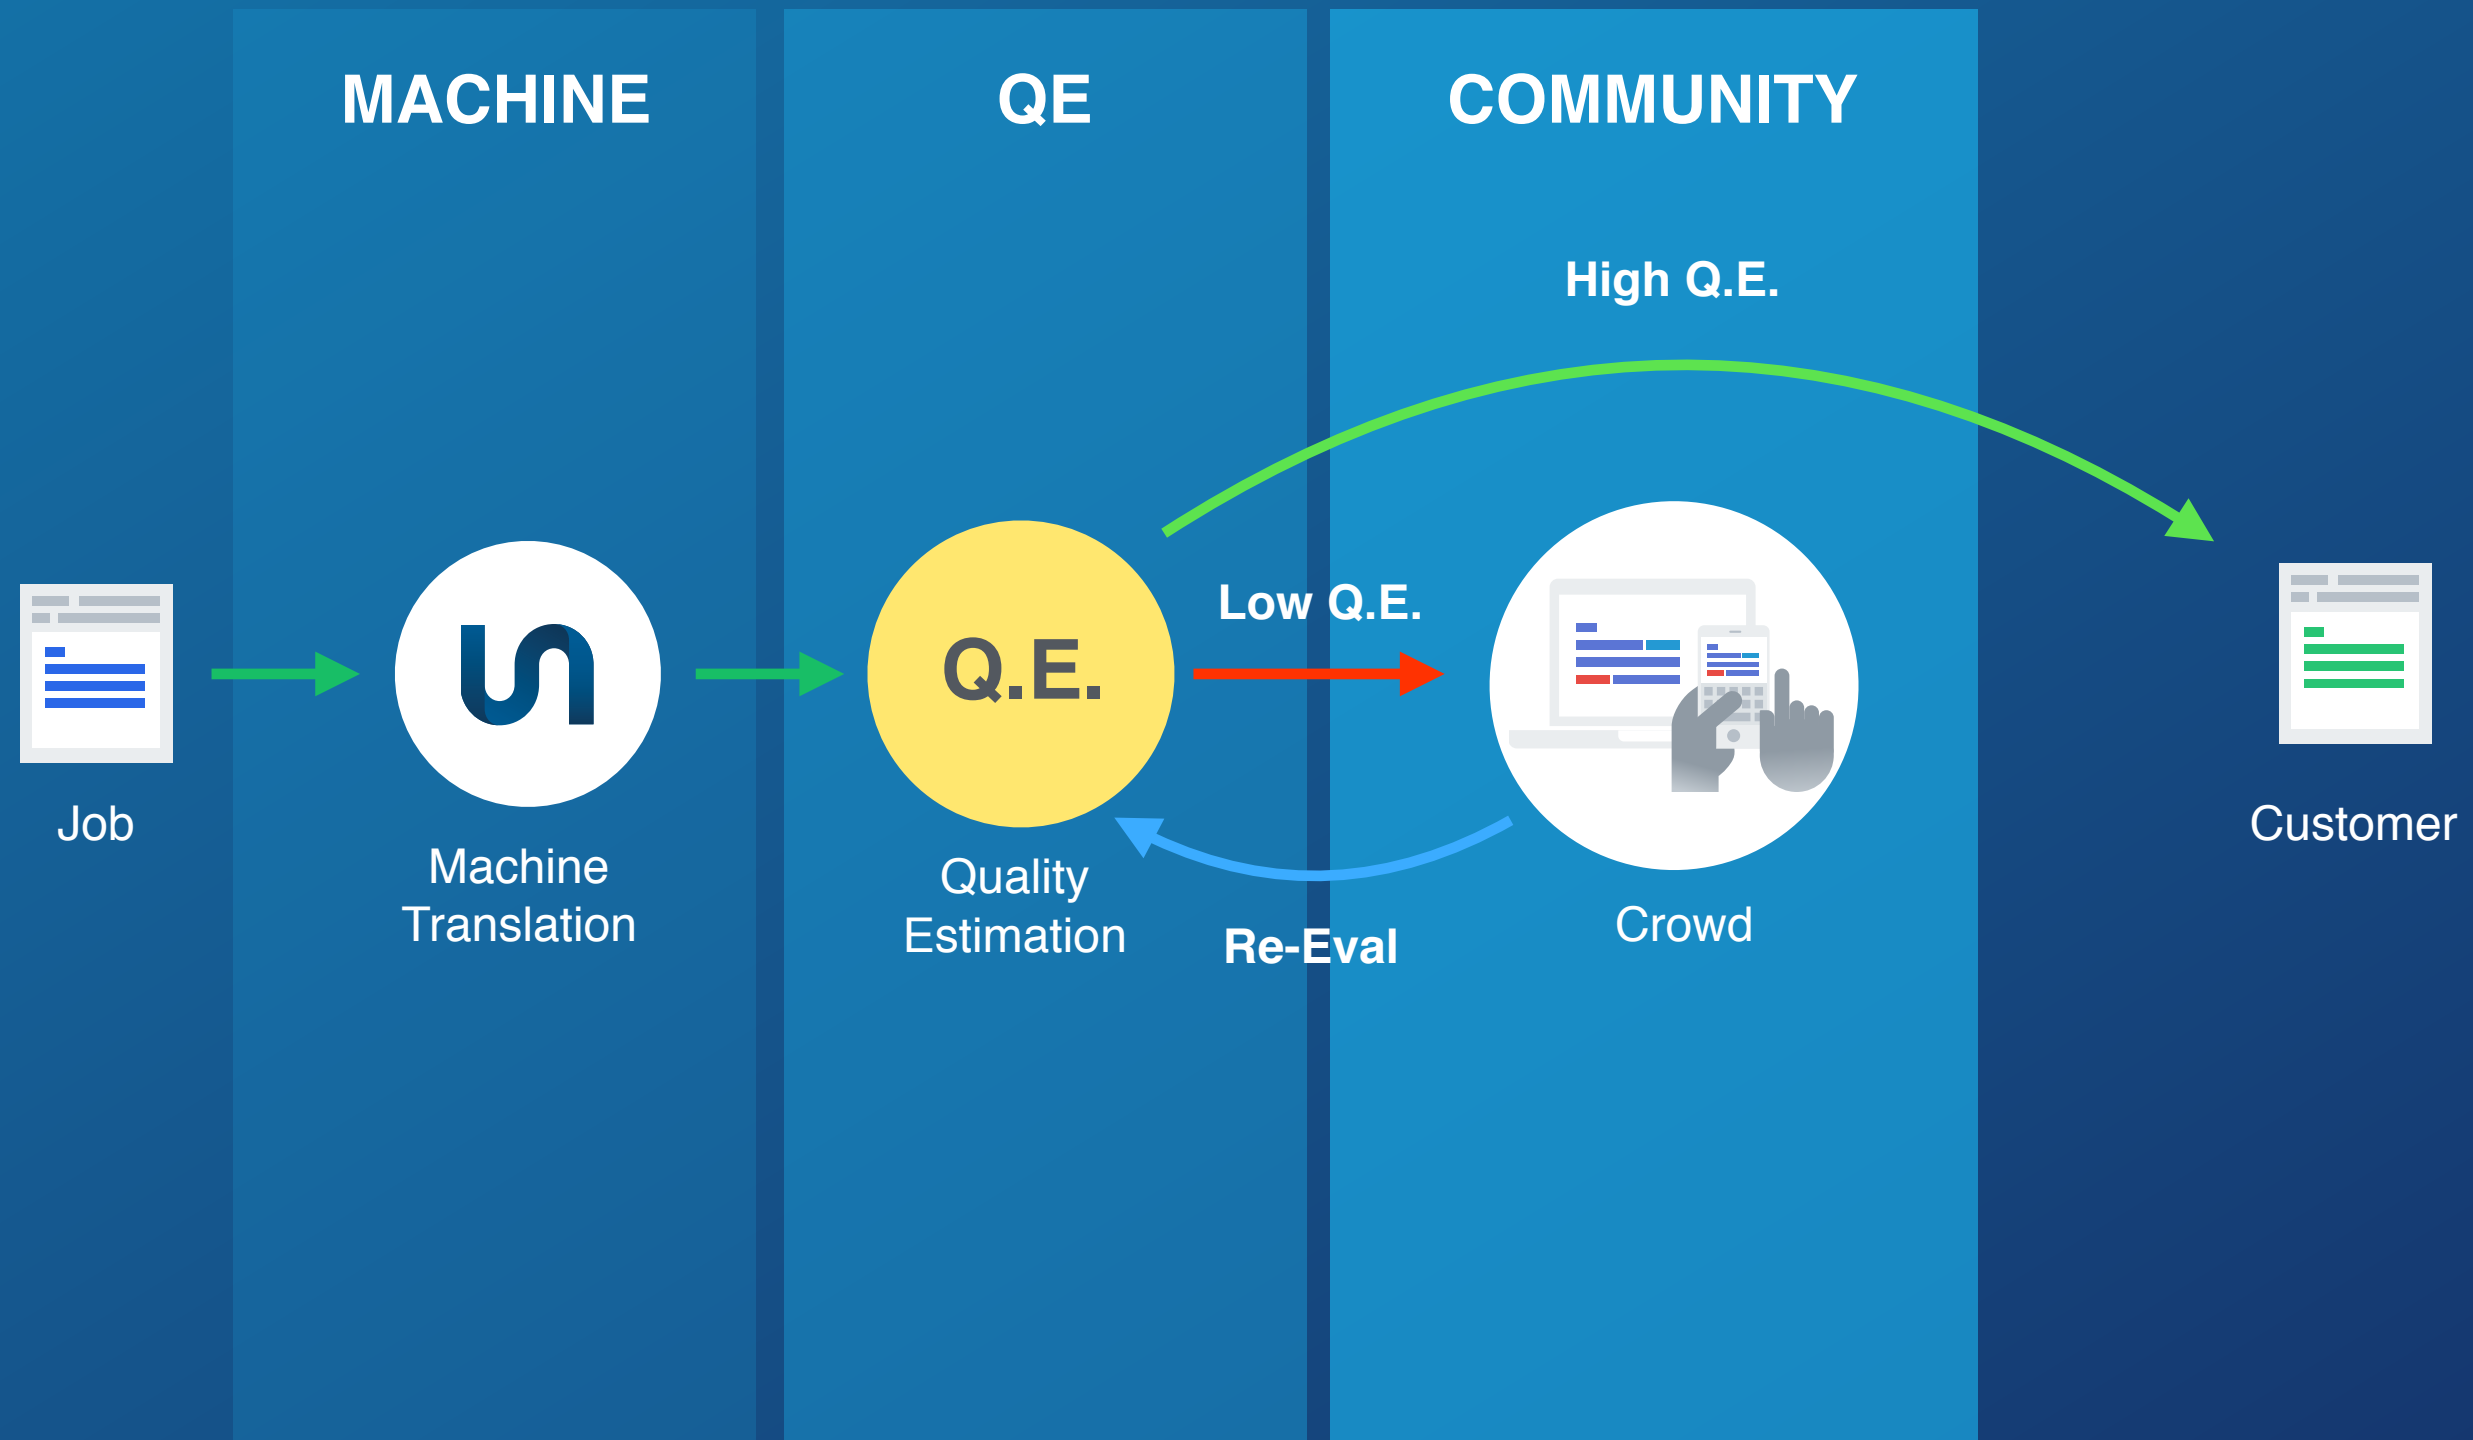 MACHINE
QE
COMMUNITY
High Q.E.
Low Q.E.
Q.E.
Job
Machine
Translation
Quality
Estimation
Re-Eval
Crowd
Customer